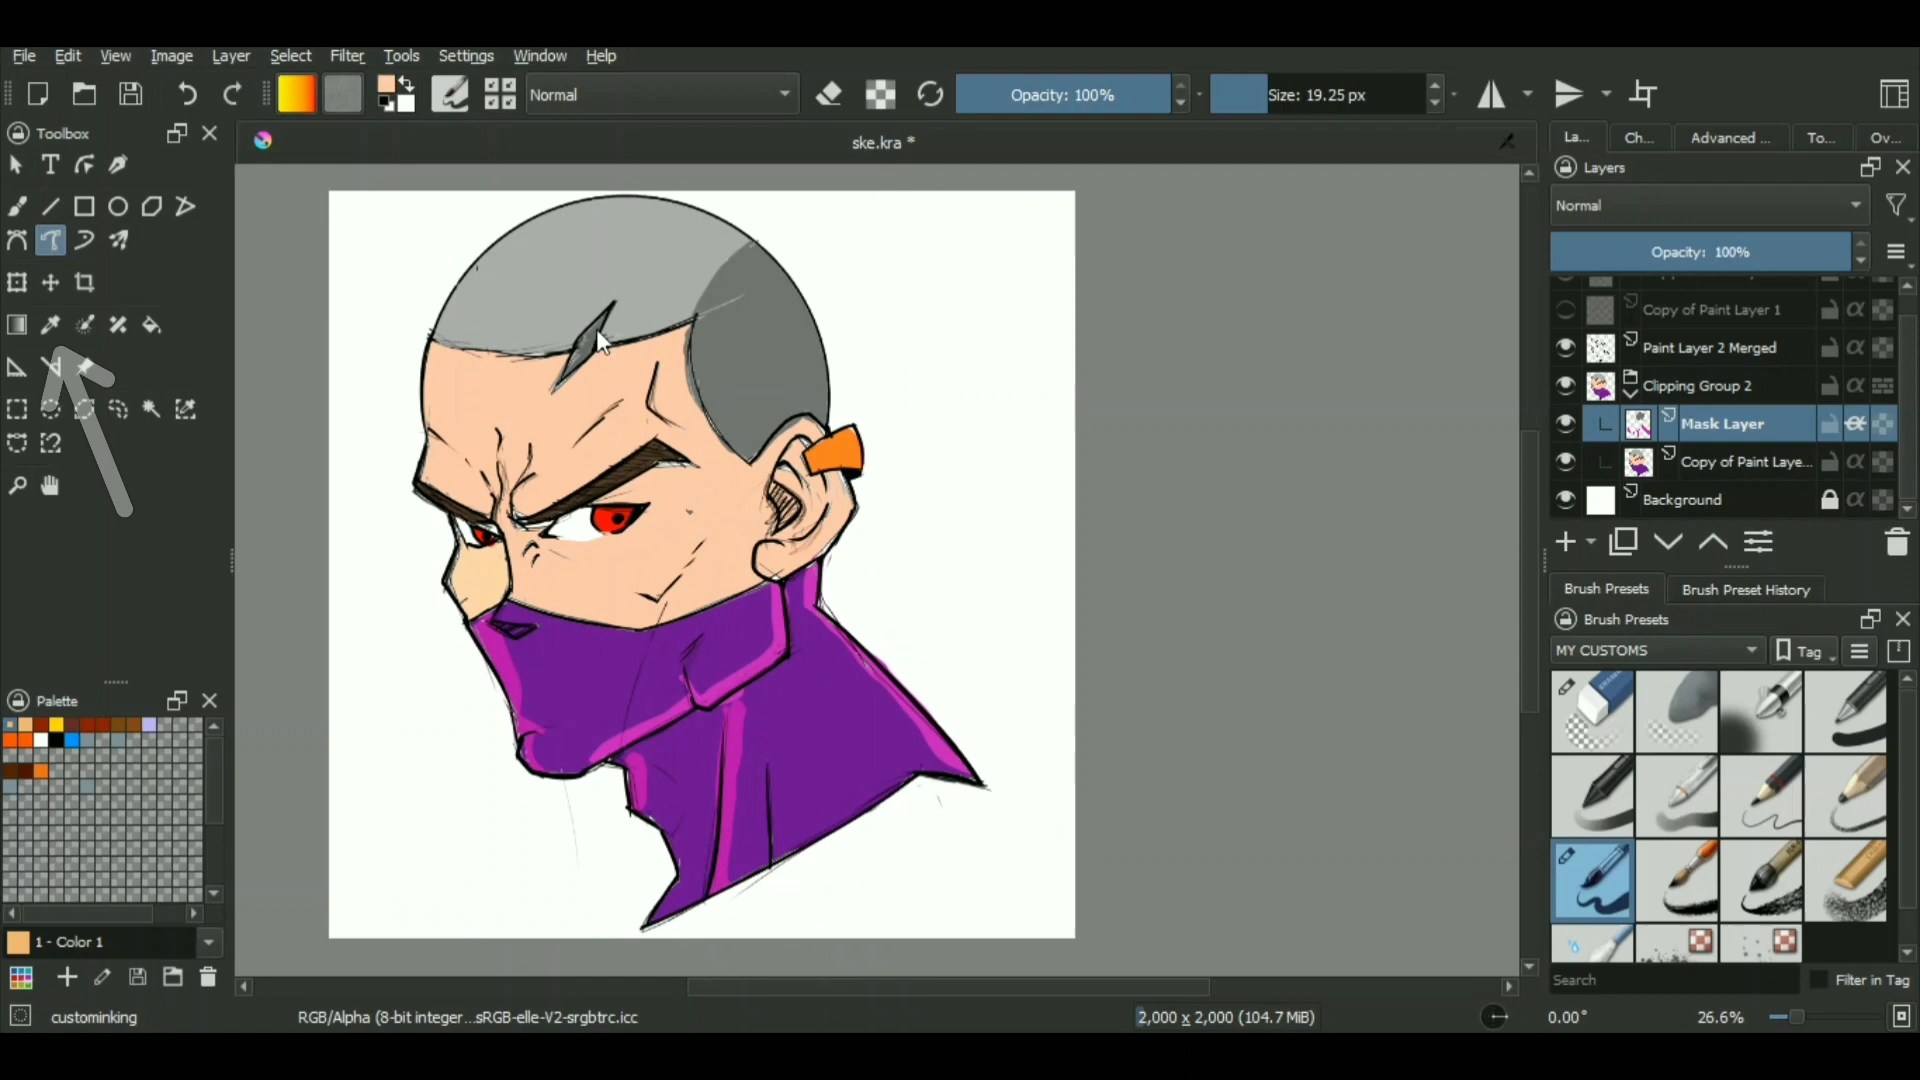 File Edit View Image Layer Select Filter Tools Settings Window Help
Normal Opacity: 100% Size: 19.25 px
Toolbox
ske.kra *
La... Ch... Advanced ... To... Ov...
Layers
Normal
Opacity: 100%
Copy of Paint Layer 1
Paint Layer 2 Merged
Clipping Group 2
Mask Layer
Copy of Paint Laye...
Background
Brush Presets Brush Preset History
Brush Presets
MY CUSTOMS Tag
Palette
1 - Color 1
Search Filter in Tag
customінking RGB/Alpha (8-bit integer...sRGB-elle-V2-srgbtrc.icc 2,000 x 2,000 (104.7 MiB) 0.00° 26.6%